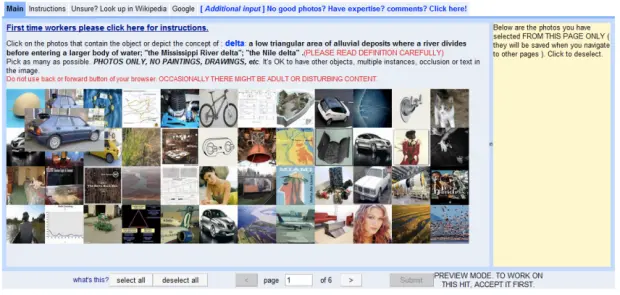 Main Instructions Unsure? Look up in Wikipedia Google [ Additional input ] No good photos? Have expertise? comments? Click here!
First time workers please click here for instructions.
Below are the photos you have
selected FROM THIS PAGE ONLY (
they will be saved when you navigate
to other pages ). Click to deselect.
Click on the photos that contain the object or depict the concept of : delta: a low triangular area of alluvial deposits where a river divides
before entering a larger body of water; "the Mississippi River delta"; "the Nile delta" .(PLEASE READ DEFINITION CAREFULLY)
Pick as many as possible. PHOTOS ONLY, NO PAINTINGS, DRAWINGS, etc. It's OK to have other objects, multiple instances, occlusion or text in
the image.
Do not use back or forward button of your browser. OCCASIONALLY THERE MIGHT BE ADULT OR DISTURBING CONTENT.
what's this? select all deselect all < page 1 of 6 > Submit PREVIEW MODE. TO WORK ON
THIS HIT, ACCEPT IT FIRST.